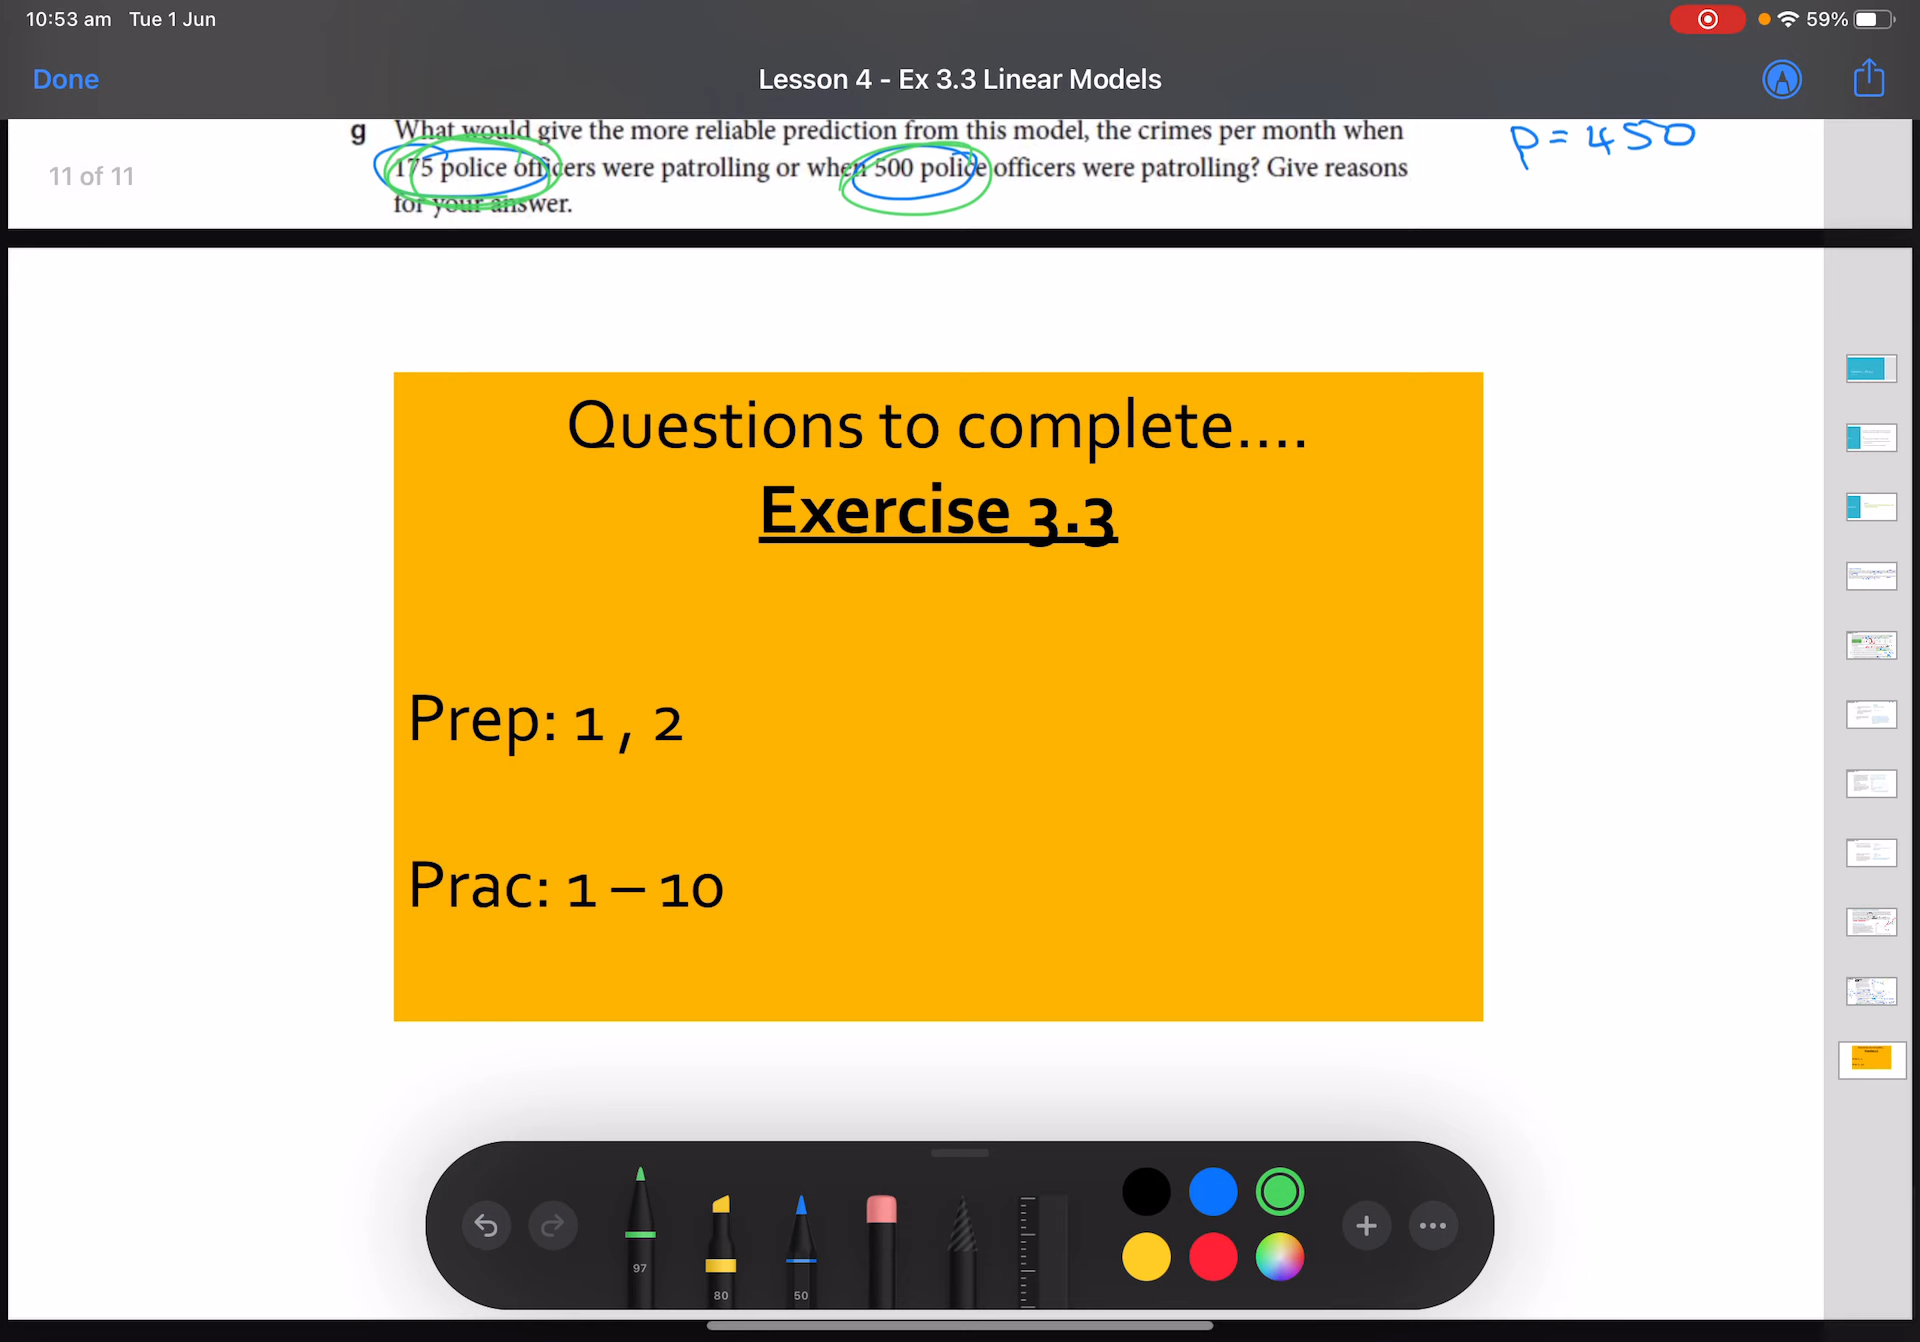 10:53 am Tue 1 Jun
59%
Done
Lesson 4 - Ex 3.3 Linear Models
11 of 11
g What would give the more reliable prediction from this model, the crimes per month when
175 police officers were patrolling or when 500 police officers were patrolling? Give reasons
for your answer.
P = 450
Questions to complete....
Exercise 3.3
Prep: 1 , 2
Prac: 1 – 10
97
80
50